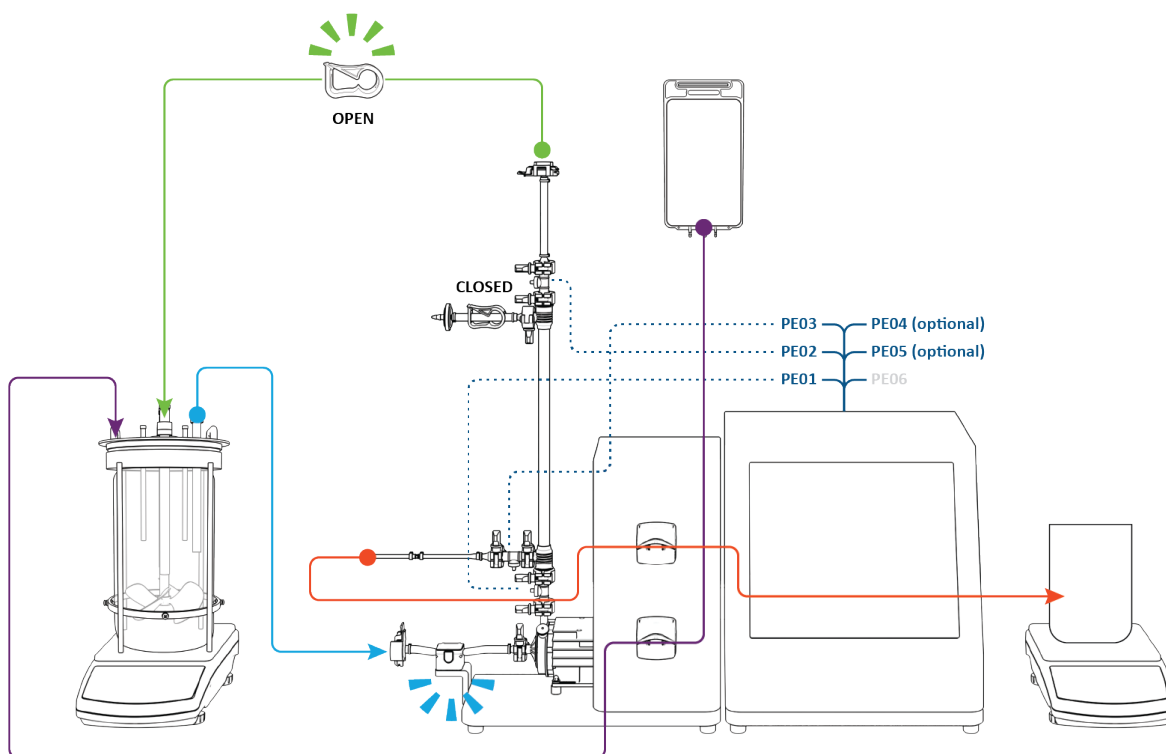 OPEN
CLOSED
PE03 PE04 (optional)
PE02 PE05 (optional)
PE01 PE06